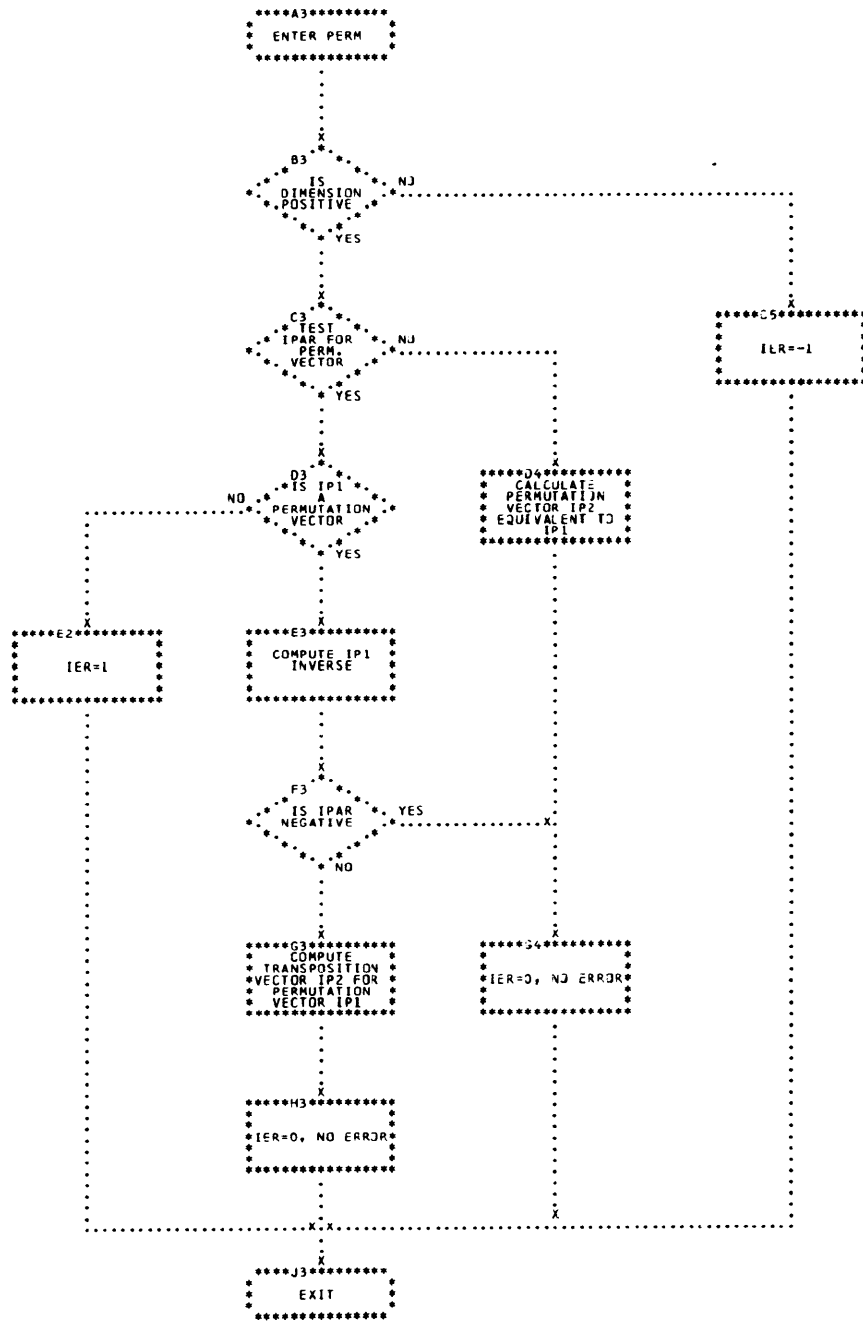 A3
ENTER PERM
B3
IS
DIMENSION
POSITIVE
NO
YES
C3
TEST
IPAR FOR
PERM.
VECTOR
NO
YES
C5
IER=-1
D3
IS IP1
A
PERMUTATION
VECTOR
NO
YES
D4
CALCULATE
PERMUTATION
VECTOR IP2
EQUIVALENT TO
IP1
E2
IER=1
E3
COMPUTE IP1
INVERSE
F3
IS IPAR
NEGATIVE
YES
NO
G3
COMPUTE
TRANSPOSITION
VECTOR IP2 FOR
PERMUTATION
VECTOR IP1
G4
IER=0, NO ERROR
H3
IER=0, NO ERROR
J3
EXIT